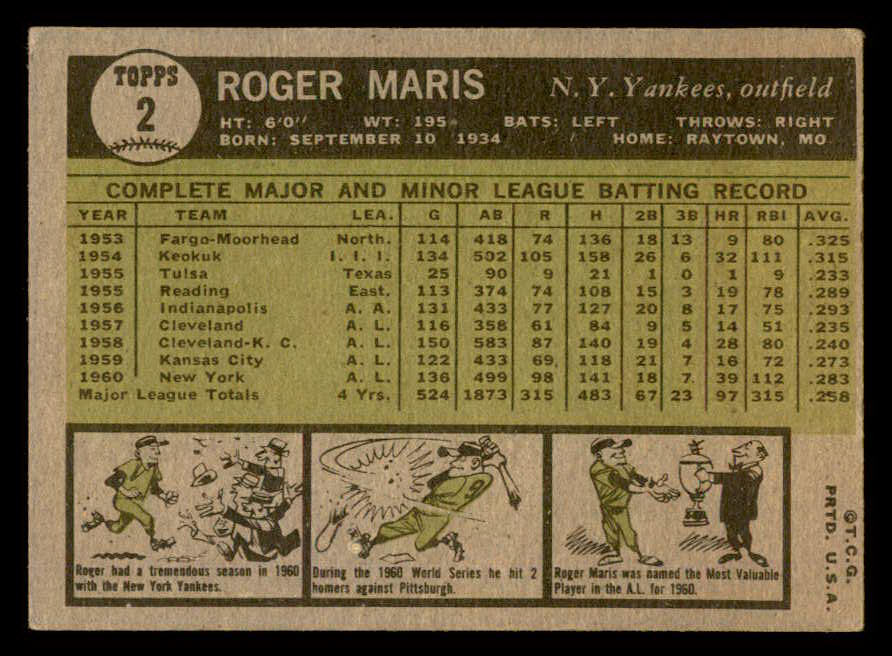 TOPPS
2
ROGER MARIS N. Y. Yankees, outfield
HT: 6'0" WT: 195 BATS: LEFT THROWS: RIGHT
BORN: SEPTEMBER 10 1934 HOME: RAYTOWN, MO
COMPLETE MAJOR AND MINOR LEAGUE BATTING RECORD
YEAR TEAM LEA. G AB R H 2B 3B HR RBI AVG.
1953 Fargo-Moorhead North. 114 418 74 136 18 13 9 80 .325
1954 Keokuk I. I. I. 134 502 105 158 26 6 32 111 .315
1955 Tulsa Texas 25 90 9 21 1 0 1 9 .233
1955 Reading East. 113 374 74 108 15 3 19 78 .289
1956 Indianapolis A. A. 131 433 77 127 20 8 17 75 .293
1957 Cleveland A. L. 116 358 61 84 9 5 14 51 .235
1958 Cleveland-K. C. A. L. 150 583 87 140 19 4 28 80 .240
1959 Kansas City A. L. 122 433 69 118 21 7 16 72 .273
1960 New York A. L. 136 499 98 141 18 7 39 112 .283
Major League Totals 4 Yrs. 524 1873 315 483 67 23 97 315 .258
Roger had a tremendous season in 1960
with the New York Yankees.
During the 1960 World Series he hit 2
homers against Pittsburgh.
Roger Maris was named the Most Valuable
Player in the A.L. for 1960.
©T.C.G.
PRTD. U.S.A.